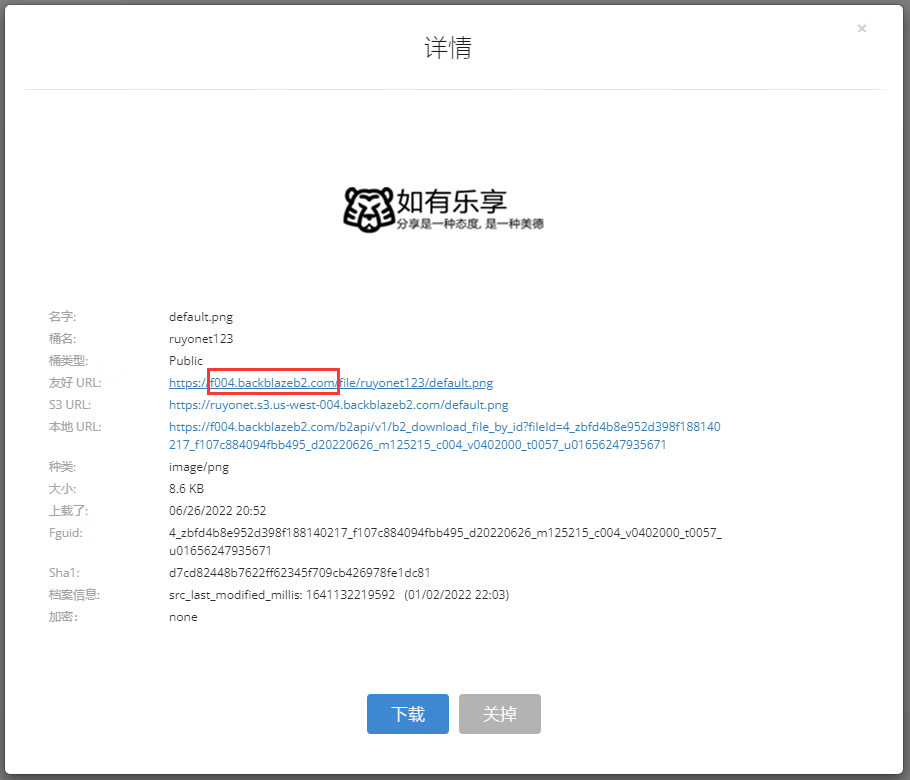 详情
×
如有乐享
分享是一种态度, 是一种美德
名字: default.png
桶名: ruyonet123
桶类型: Public
友好 URL: https://f004.backblazeb2.com/file/ruyonet123/default.png
S3 URL: https://ruyonet.s3.us-west-004.backblazeb2.com/default.png
本地 URL: https://f004.backblazeb2.com/b2api/v1/b2_download_file_by_id?fileId=4_zbfd4b8e952d398f188140
217_f107c884094fbb495_d20220626_m125215_c004_v0402000_t0057_u01656247935671
种类: image/png
大小: 8.6 KB
上载了: 06/26/2022 20:52
Fguid: 4_zbfd4b8e952d398f188140217_f107c884094fbb495_d20220626_m125215_c004_v0402000_t0057_
u01656247935671
Sha1: d7cd82448b7622ff62345f709cb426978fe1dc81
档案信息: src_last_modified_millis: 1641132219592 (01/02/2022 22:03)
加密: none
下载 关掉